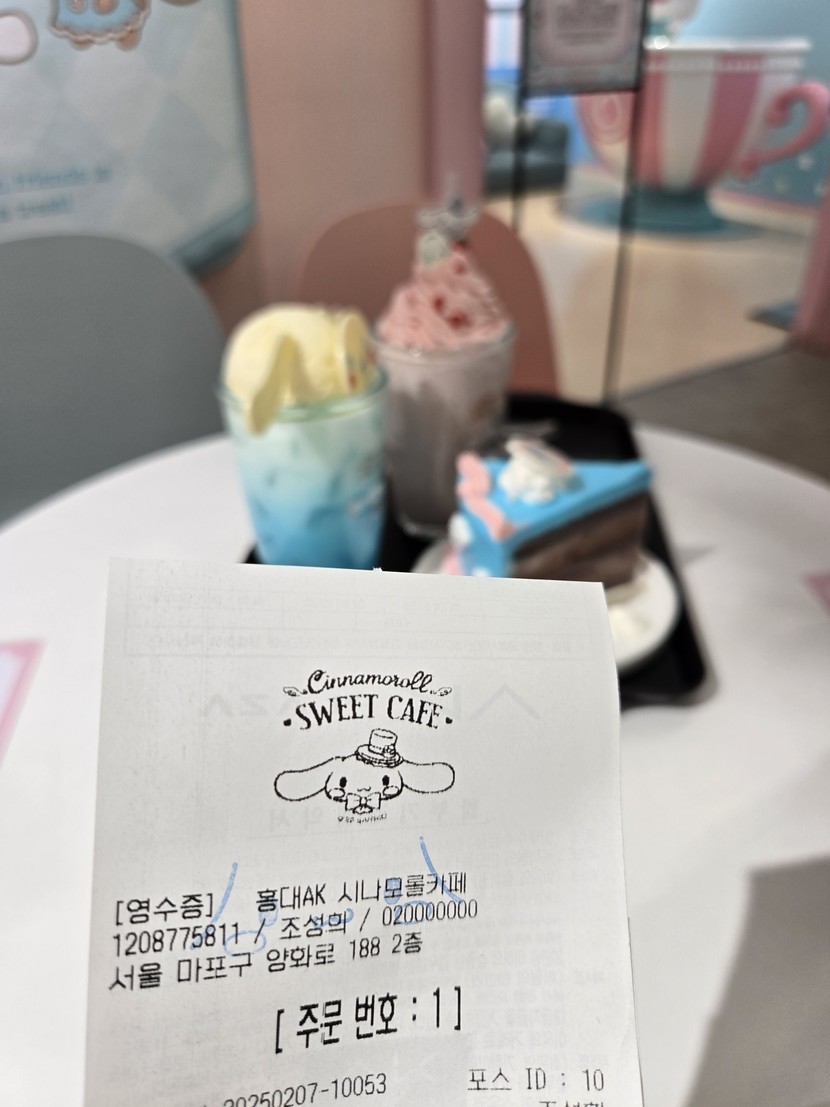 Cinnamoroll
SWEET CAFE
[영수증] 홍대AK 시나모롤카페
1208775811 / 조성희 / 020000000
서울 마포구 양화로 188 2층
[ 주문 번호 : 1 ]
20250207-10053 포스 ID : 10